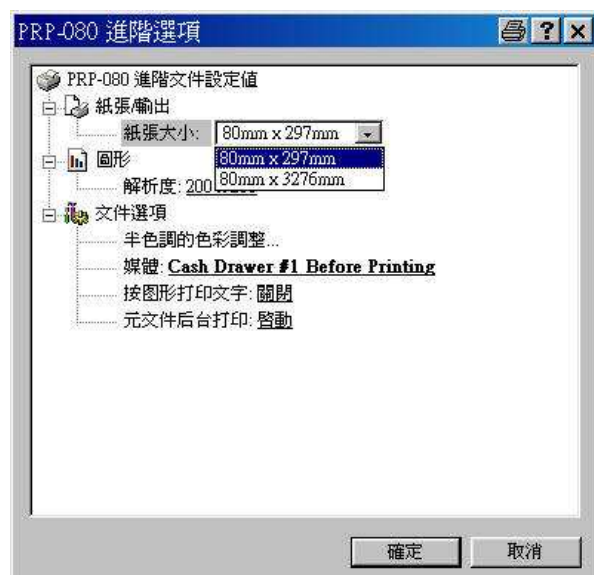 PRP-080 進階選項
PRP-080 進階文件設定值
紙張/輸出
紙張大小: 80mm x 297mm
80mm x 297mm
80mm x 3276mm
圖形
解析度: 200
文件選項
半色調的色彩調整...
媒體: Cash Drawer #1 Before Printing
按图形打印文字: 關閉
元文件后台打印: 啓動
確定
取消